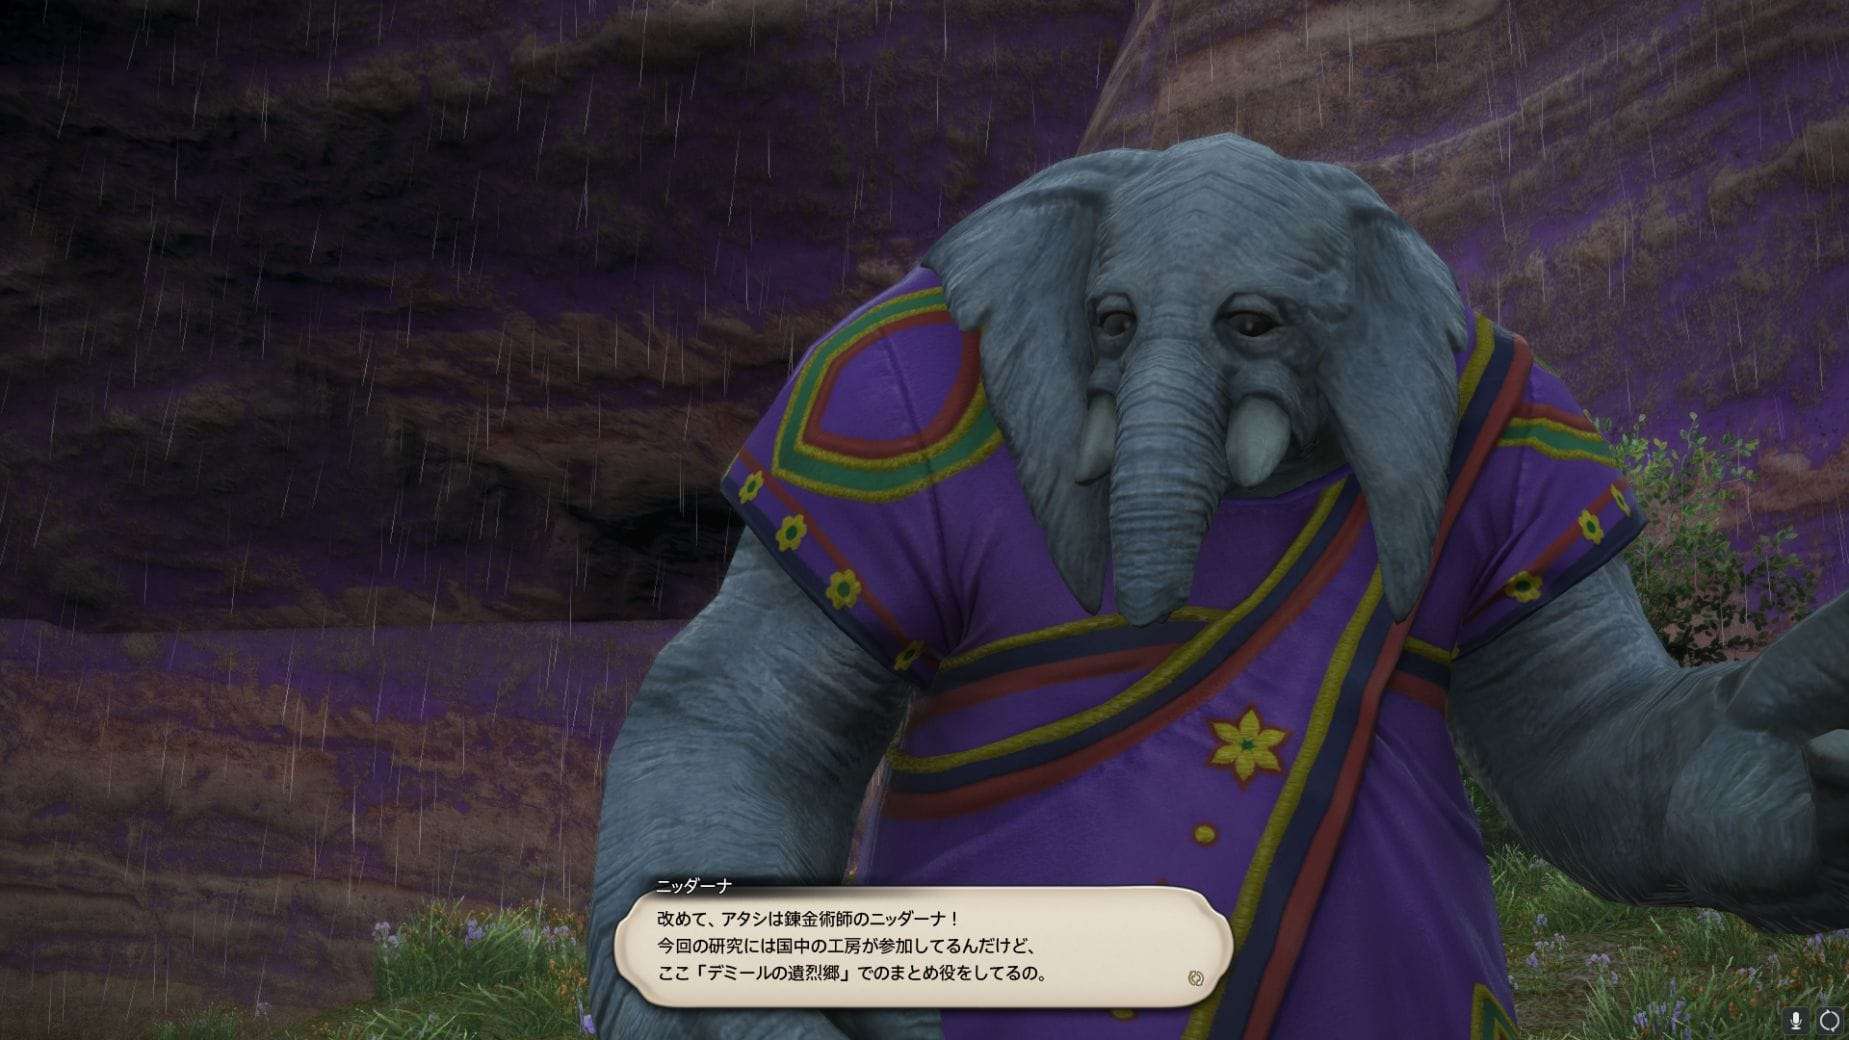 ニッダーナ
改めて、アタシは錬金術師のニッダーナ！
今回の研究には国中の工房が参加してるんだけど、
ここ「デミールの遺烈郷」でのまとめ役をしてるの。